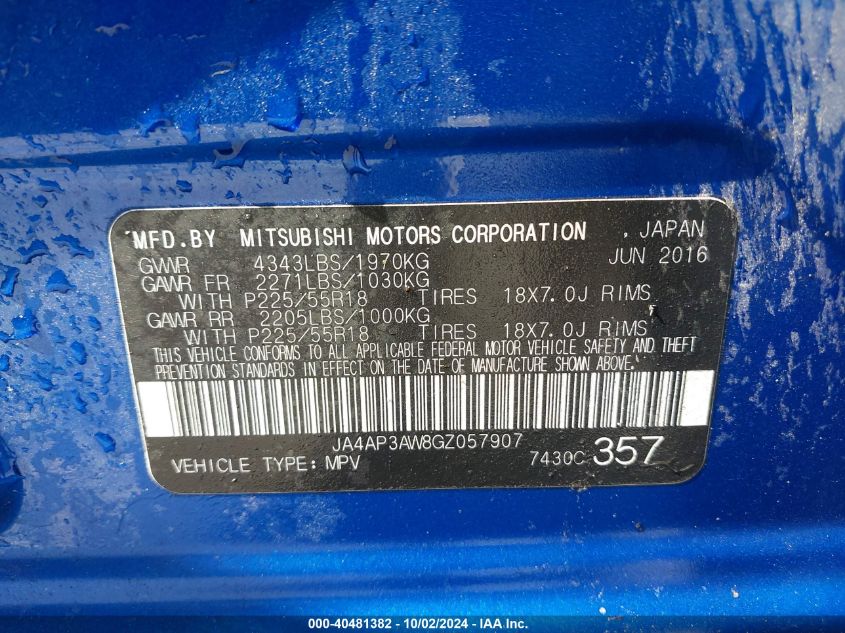 MFD.BY MITSUBISHI MOTORS CORPORATION , JAPAN
GVWR 4343LBS/1970KG JUN 2016
GAWR FR 2271LBS/1030KG
WITH P225/55R18 TIRES 18X7.0J RIMS
GAWR RR 2205LBS/1000KG
WITH P225/55R18 TIRES 18X7.0J RIMS
THIS VEHICLE CONFORMS TO ALL APPLICABLE FEDERAL MOTOR VEHICLE SAFETY AND THEFT
PREVENTION STANDARDS IN EFFECT ON THE DATE OF MANUFACTURE SHOWN ABOVE.
JA4AP3AW8GZ057907
VEHICLE TYPE: MPV 7430C 357
000-40481382 - 10/02/2024 - IAA Inc.